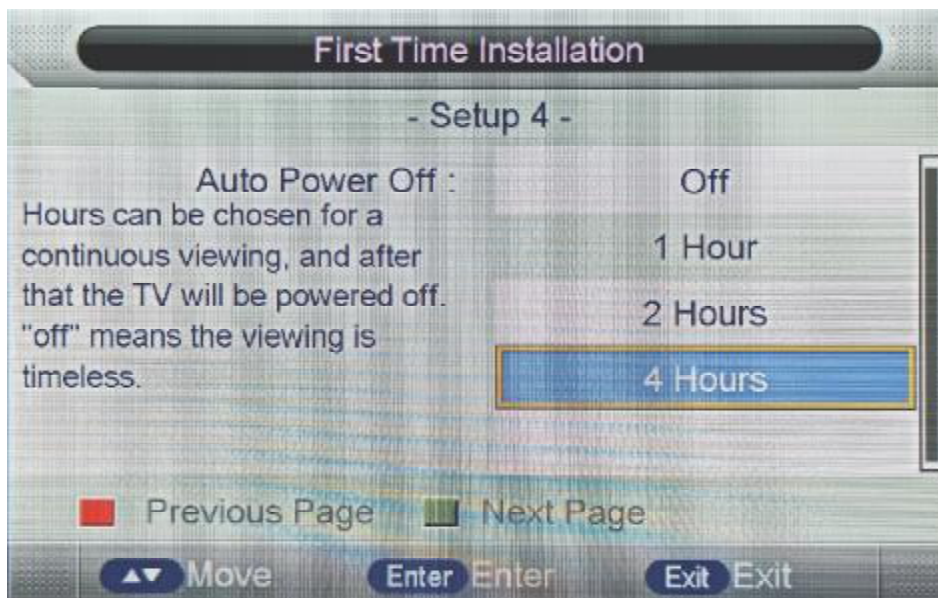 First Time Installation
- Setup 4 -
Auto Power Off :
Hours can be chosen for a
continuous viewing, and after
that the TV will be powered off.
"off" means the viewing is
timeless.
Off
1 Hour
2 Hours
4 Hours
Previous Page
Next Page
Move
Enter Enter
Exit Exit